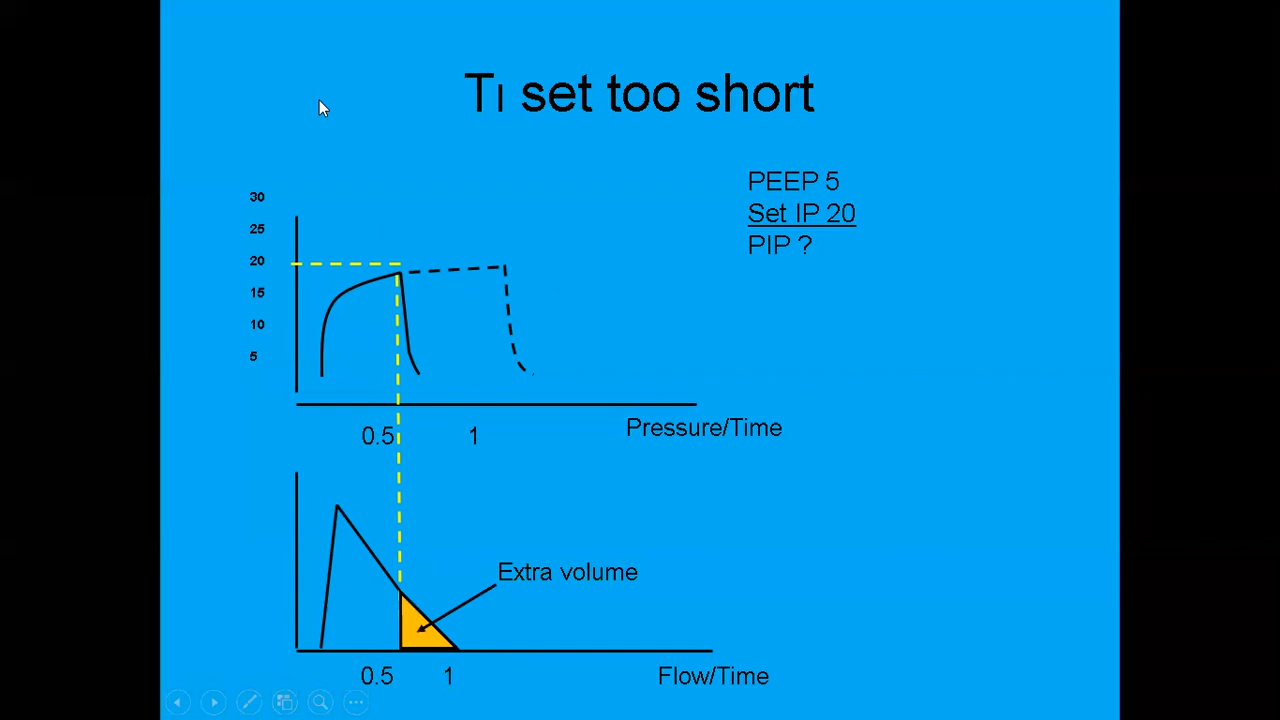 TI set too short
PEEP 5
Set IP 20
PIP ?
30
25
20
15
10
5
0.5 1
Pressure/Time
Extra volume
0.5 1
Flow/Time